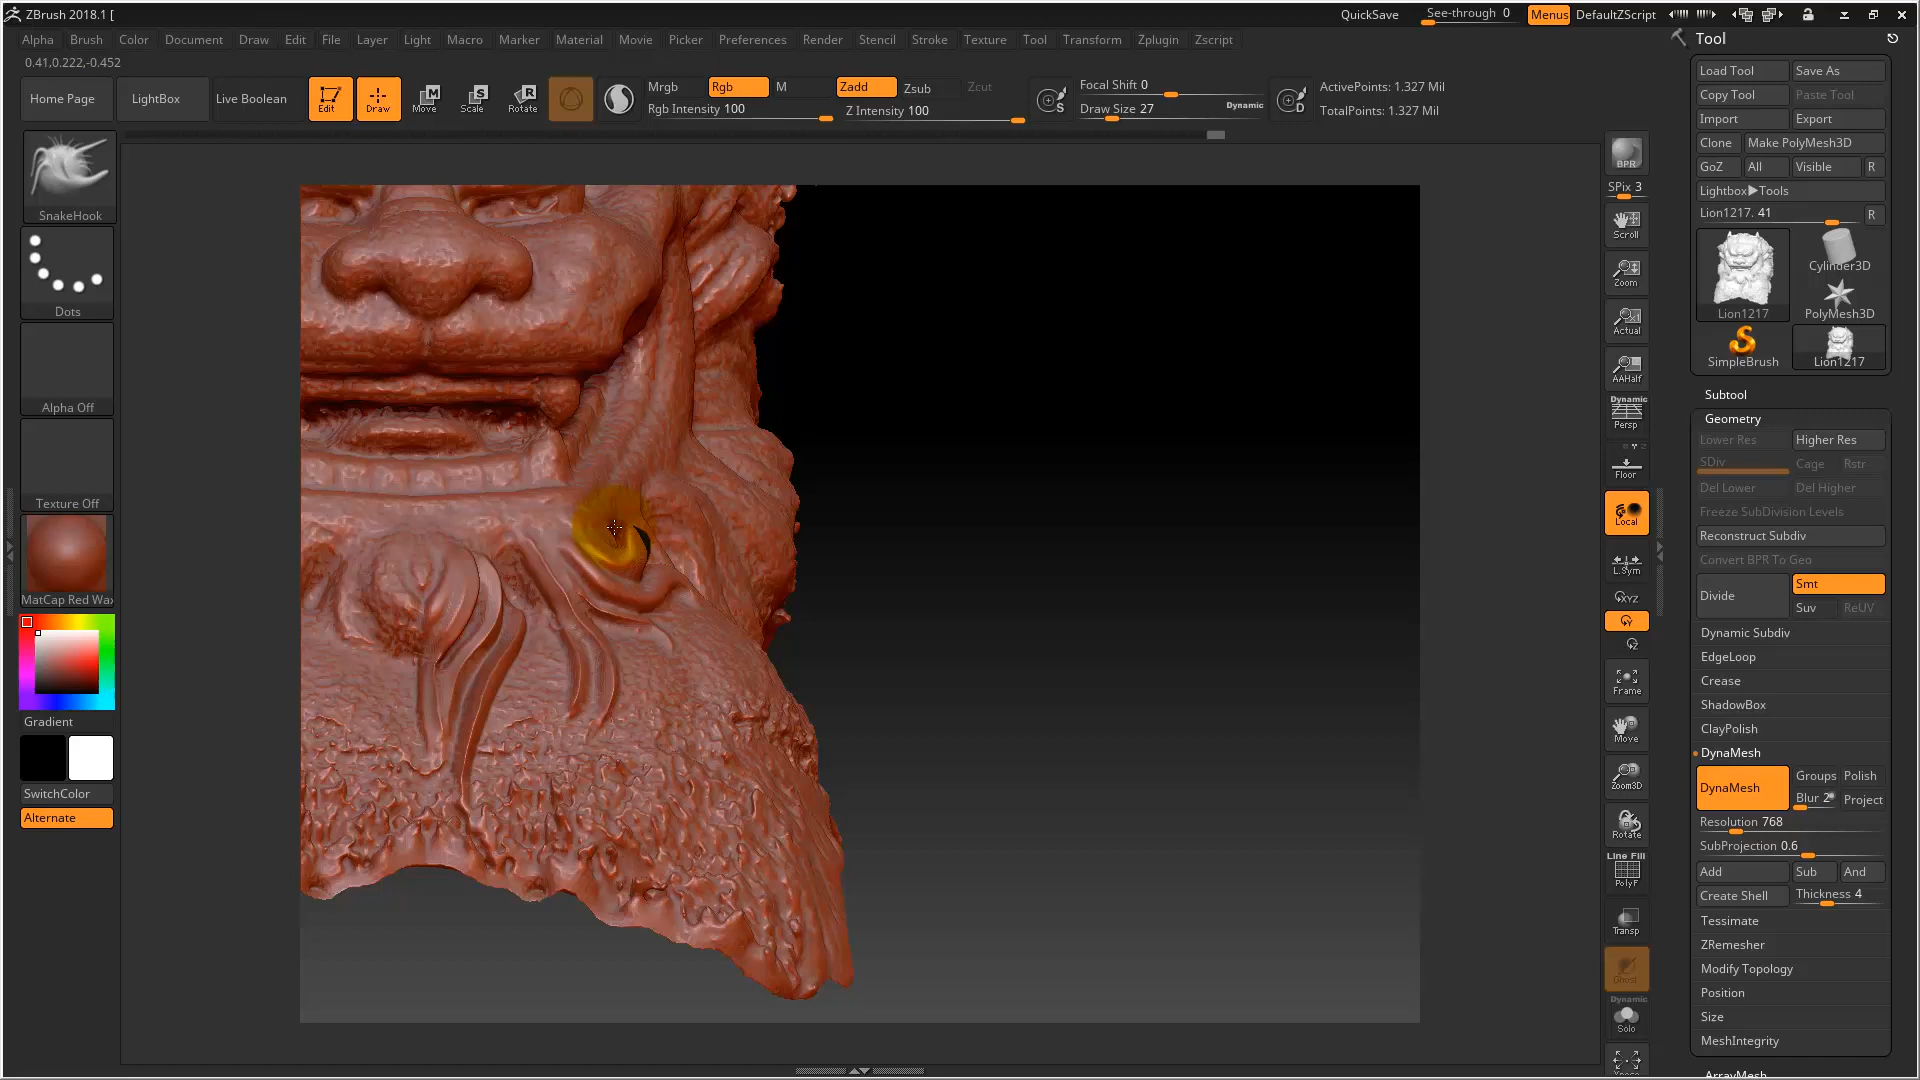 ZBrush 2018.1 [
QuickSave See-through 0 Menus DefaultZScript
Alpha Brush Color Document Draw Edit File Layer Light Macro Marker Material Movie Picker Preferences Render Stencil Stroke Texture Tool Transform Zplugin Zscript
0.41,0.222,-0.452
Home Page LightBox Live Boolean Edit Draw Move Scale Rotate
Mrgb Rgb M Zadd Zsub Zcut
Rgb Intensity 100 Z Intensity 100
Focal Shift 0
Draw Size 27 Dynamic
ActivePoints: 1.327 Mil
TotalPoints: 1.327 Mil
SnakeHook
Dots
Alpha Off
Texture Off
MatCap Red Wax
Gradient
SwitchColor
Alternate
BPR
SPix 3
Scroll
Zoom
Actual
AAHalf
Dynamic
Persp
Floor
Local
L.Sym
XYZ
Y
Z
Frame
Move
Zoom3D
Rotate
Line Fill
PolyF
Transp
Ghost
Dynamic
Solo
Tool
Load Tool Save As
Copy Tool Paste Tool
Import Export
Clone Make PolyMesh3D
GoZ All Visible R
Lightbox▶Tools
Lion1217. 41 R
Lion1217
Cylinder3D
PolyMesh3D
SimpleBrush
Lion1217
Subtool
Geometry
Lower Res Higher Res
SDiv Cage Rstr
Del Lower Del Higher
Freeze SubDivision Levels
Reconstruct Subdiv
Convert BPR To Geo
Divide Smt
Suv ReUV
Dynamic Subdiv
EdgeLoop
Crease
ShadowBox
ClayPolish
DynaMesh
DynaMesh Groups Polish
Blur 2 Project
Resolution 768
SubProjection 0.6
Add Sub And
Create Shell Thickness 4
Tessimate
ZRemesher
Modify Topology
Position
Size
MeshIntegrity
ArrayMesh